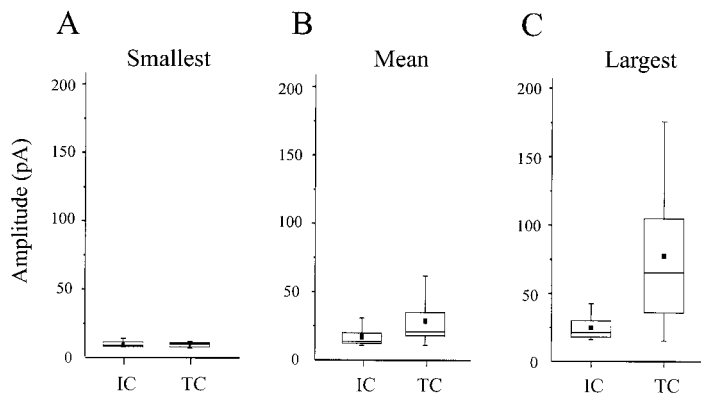 A B C
Smallest Mean Largest
Amplitude (pA)
200 200 200
150 150 150
100 100 100
50 50 50
0 0 0
IC TC IC TC IC TC